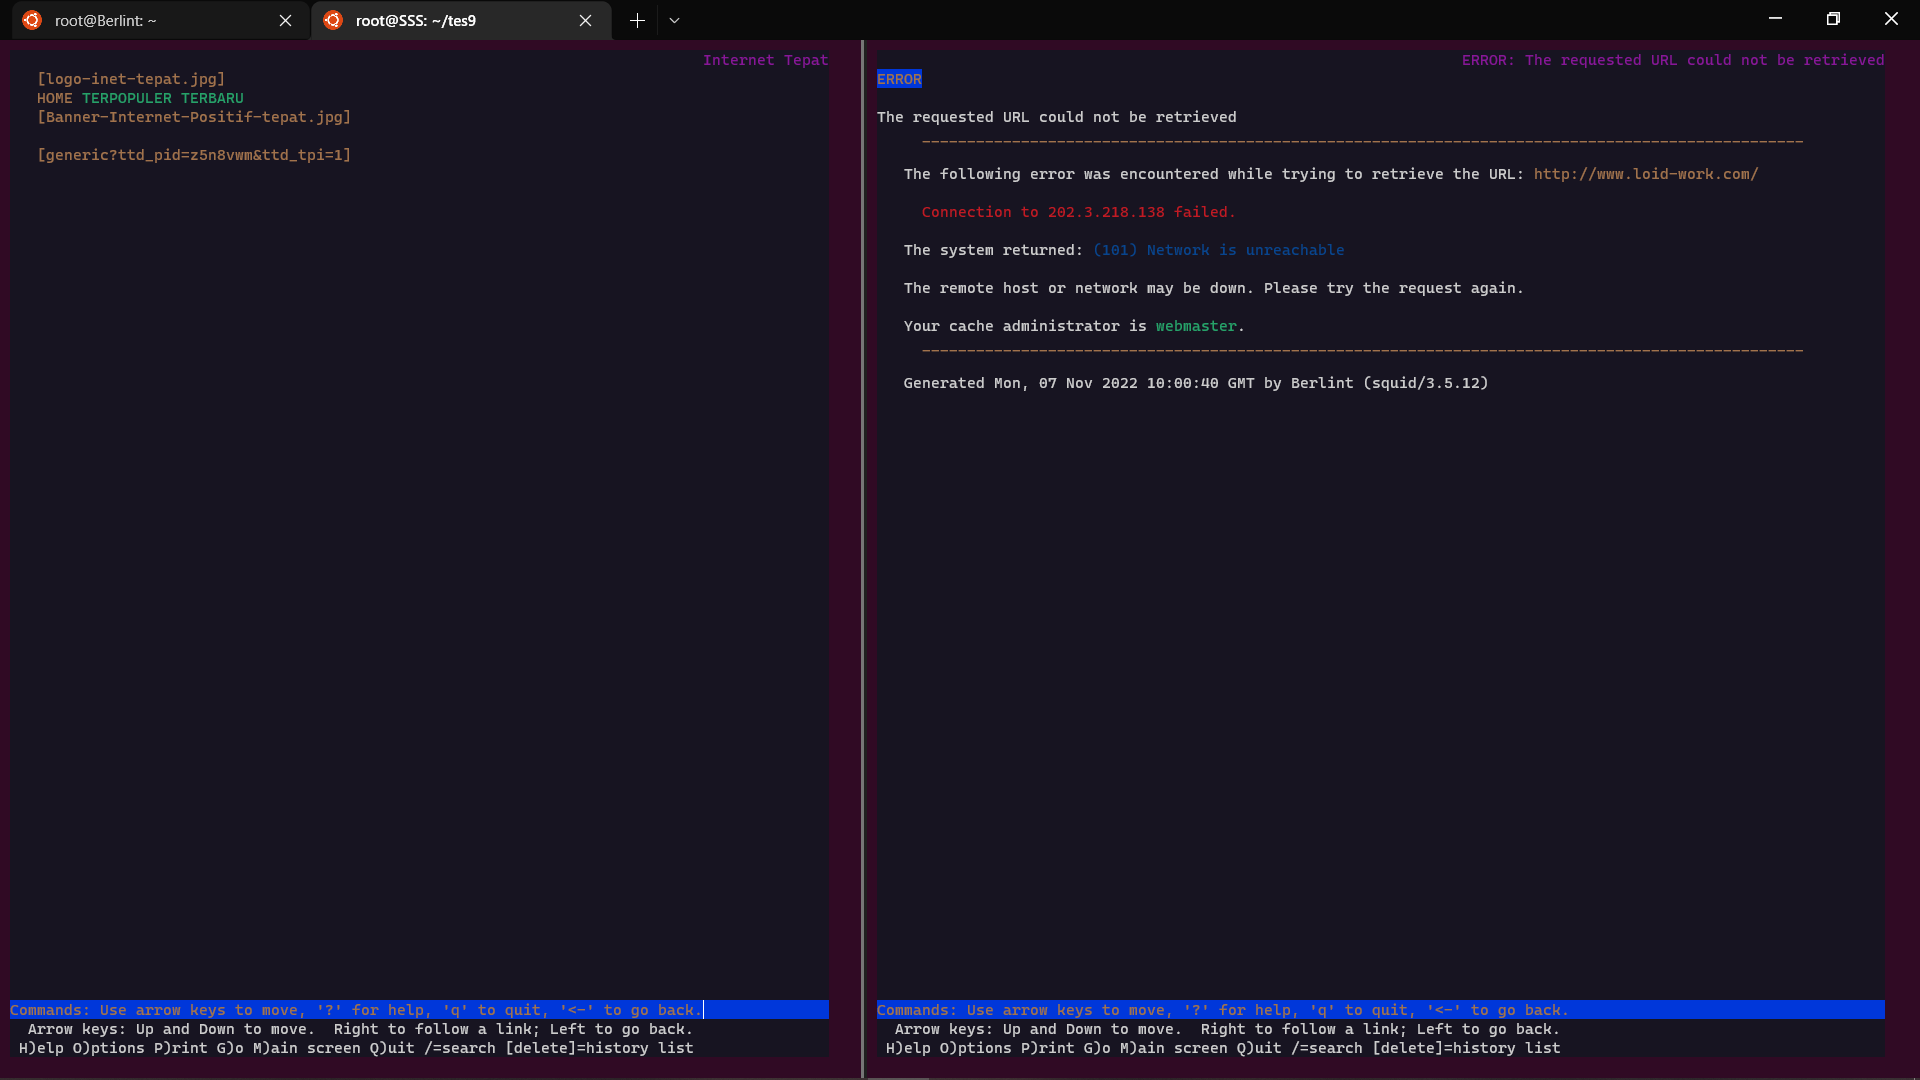 root@Berlint: ~
root@SSS: ~/tes9
Internet Tepat
[logo-inet-tepat.jpg]
HOME TERPOPULER TERBARU
[Banner-Internet-Positif-tepat.jpg]
[generic?ttd_pid=z5n8vwm&ttd_tpi=1]
Commands: Use arrow keys to move, '?' for help, 'q' to quit, '<-' to go back.
Arrow keys: Up and Down to move.  Right to follow a link; Left to go back.
H)elp O)ptions P)rint G)o M)ain screen Q)uit /=search [delete]=history list
ERROR: The requested URL could not be retrieved
ERROR
The requested URL could not be retrieved
The following error was encountered while trying to retrieve the URL: http://www.loid-work.com/
Connection to 202.3.218.138 failed.
The system returned: (101) Network is unreachable
The remote host or network may be down. Please try the request again.
Your cache administrator is webmaster.
Generated Mon, 07 Nov 2022 10:00:40 GMT by Berlint (squid/3.5.12)
Commands: Use arrow keys to move, '?' for help, 'q' to quit, '<-' to go back.
Arrow keys: Up and Down to move.  Right to follow a link; Left to go back.
H)elp O)ptions P)rint G)o M)ain screen Q)uit /=search [delete]=history list